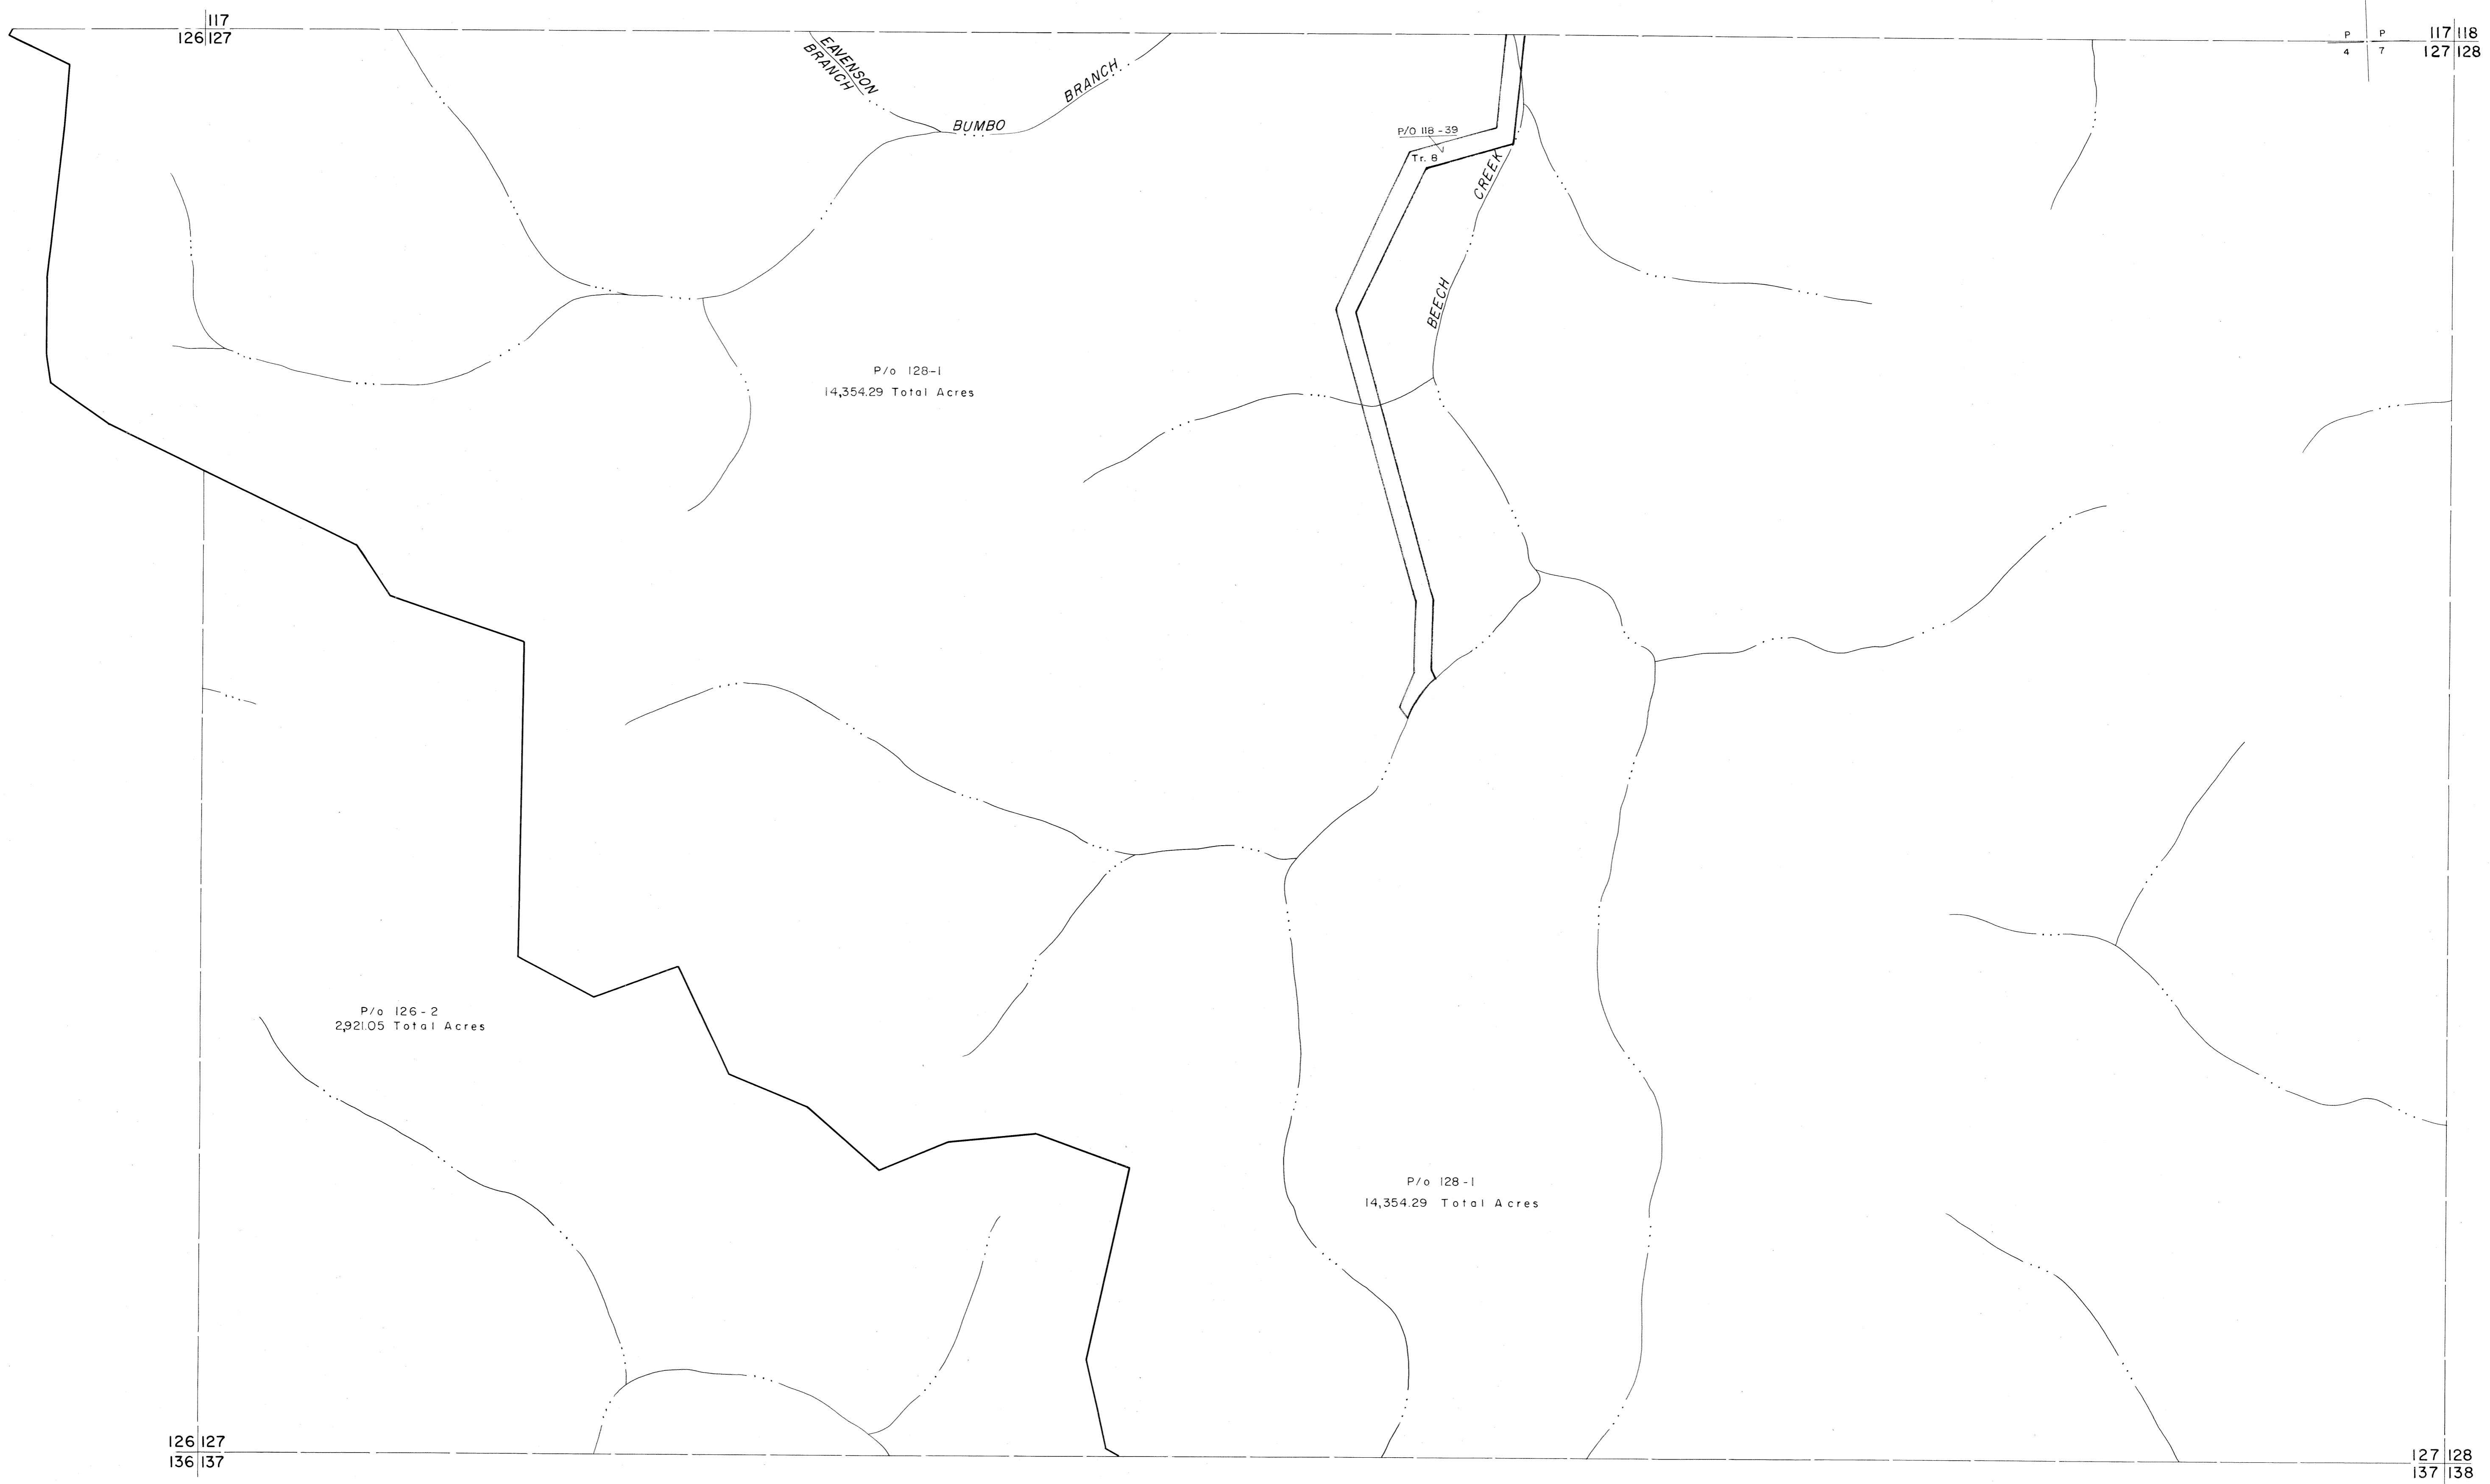 117
126 127
P P
4 7
117 118
127 128
EAVENSON
BRANCH
BUMBO
BRANCH
P/O 118-39
Tr. 8
CREEK
BEECH
P/o 128-1
14,354.29 Total Acres
P/o 126-2
2,921.05 Total Acres
P/o 128-1
14,354.29 Total Acres
126 127
136 137
127 128
137 138